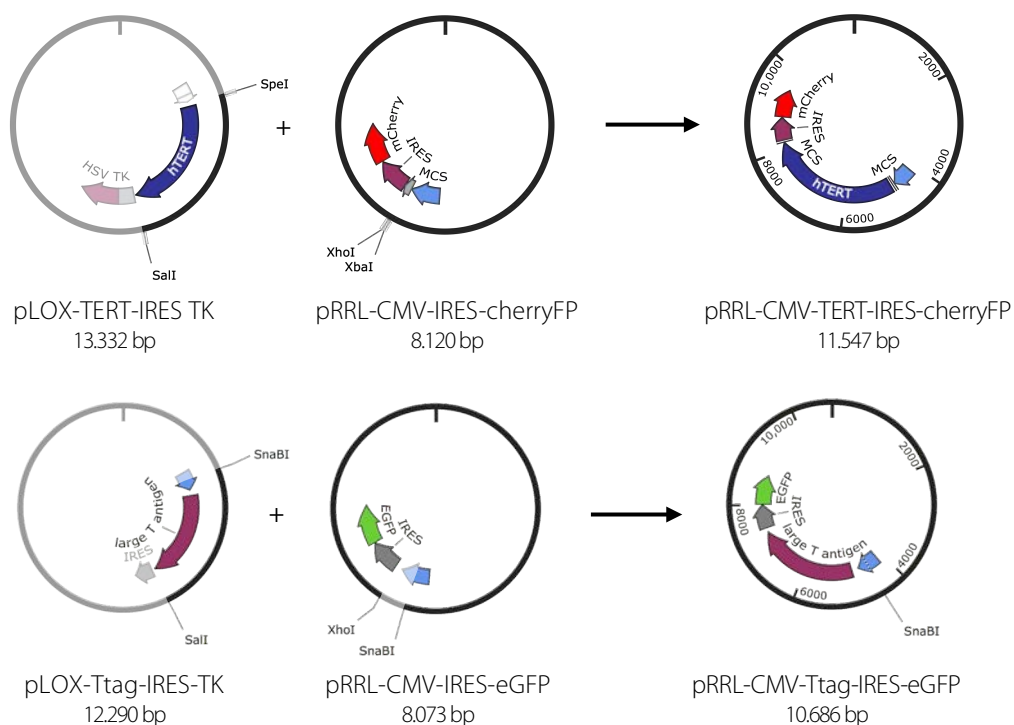 SpeI
hTERT
HSV TK
SalI
pLOX-TERT-IRES TK
13.332 bp
+
mCherry
IRES
MCS
XhoI
XbaI
pRRL-CMV-IRES-cherryFP
8.120 bp
10,000
2000
mCherry
IRES
MCS
MCS
8000
hTERT
4000
6000
pRRL-CMV-TERT-IRES-cherryFP
11.547 bp
SnaBI
large T antigen
IRES
SalI
pLOX-Ttag-IRES-TK
12.290 bp
+
EGFP
IRES
XhoI
SnaBI
pRRL-CMV-IRES-eGFP
8.073 bp
10,000
2000
EGFP
IRES
8000
large T antigen
4000
6000
SnaBI
pRRL-CMV-Ttag-IRES-eGFP
10.686 bp